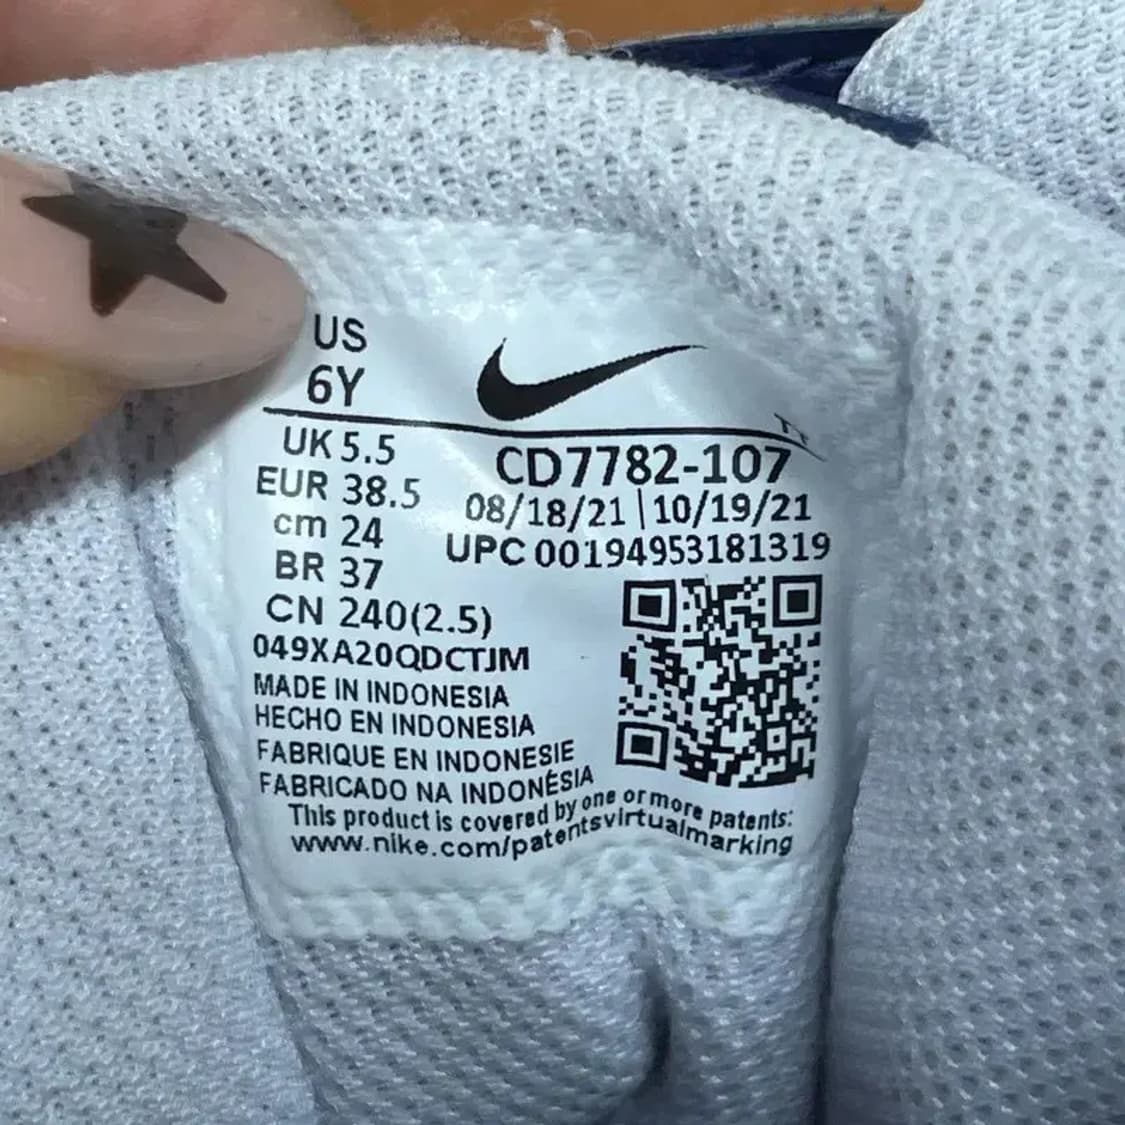 US
6Y
UK 5.5
EUR 38.5
cm 24
BR 37
CN 240(2.5)
CD7782-107
08/18/21 | 10/19/21
UPC 00194953181319
049XA20QDCTJM
MADE IN INDONESIA
HECHO EN INDONESIA
FABRIQUE EN INDONESIE
FABRICADO NA INDONÉSIA
This product is covered by one or more patents:
www.nike.com/patentsvirtualmarking